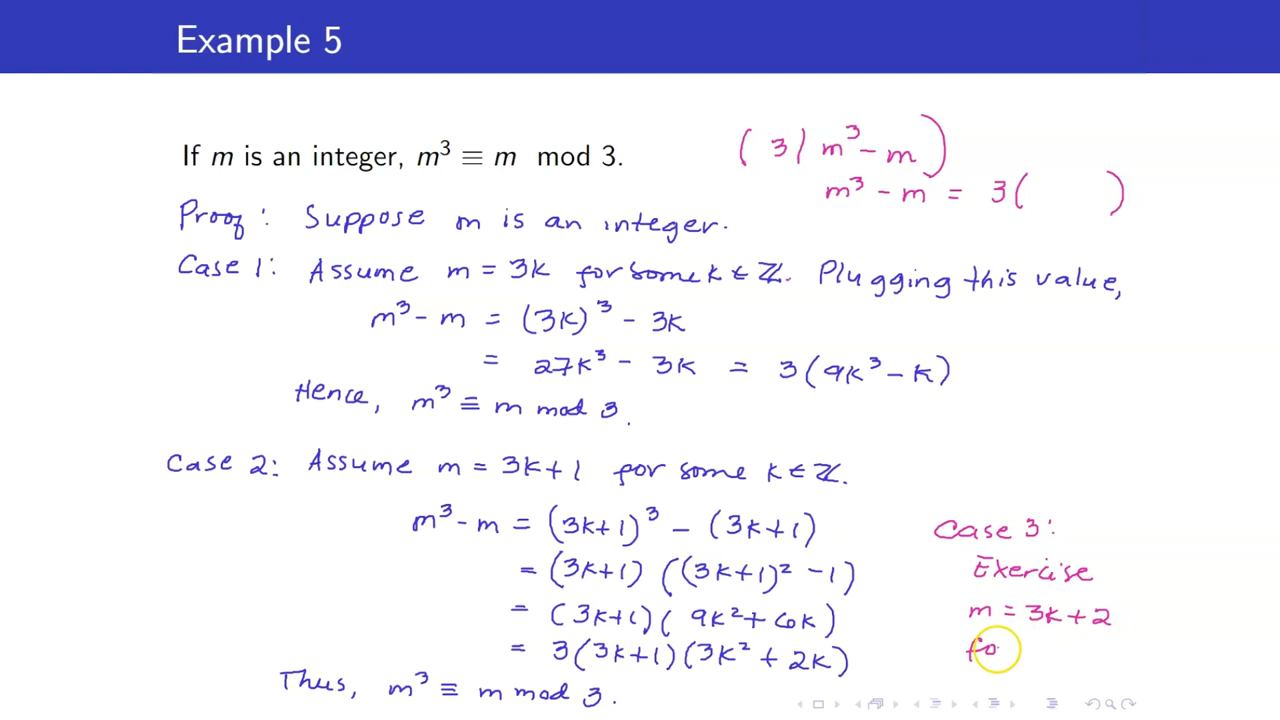 Example 5
If m is an integer, m³ ≡ m mod 3.
( 3 | m³ - m )
m³ - m = 3( )
Proof: Suppose m is an integer.
Case 1: Assume m = 3k for some k ∈ ℤ. Plugging this value,
m³ - m = (3k)³ - 3k
= 27k³ - 3k = 3(9k³ - k)
Hence, m³ ≡ m mod 3.
Case 2: Assume m = 3k+1 for some k ∈ ℤ.
m³ - m = (3k+1)³ - (3k+1)
= (3k+1) ((3k+1)² - 1)
= (3k+1)( 9k² + 6k)
= 3(3k+1)(3k² + 2k)
Thus, m³ ≡ m mod 3.
Case 3:
Exercise
m = 3k+2
fo